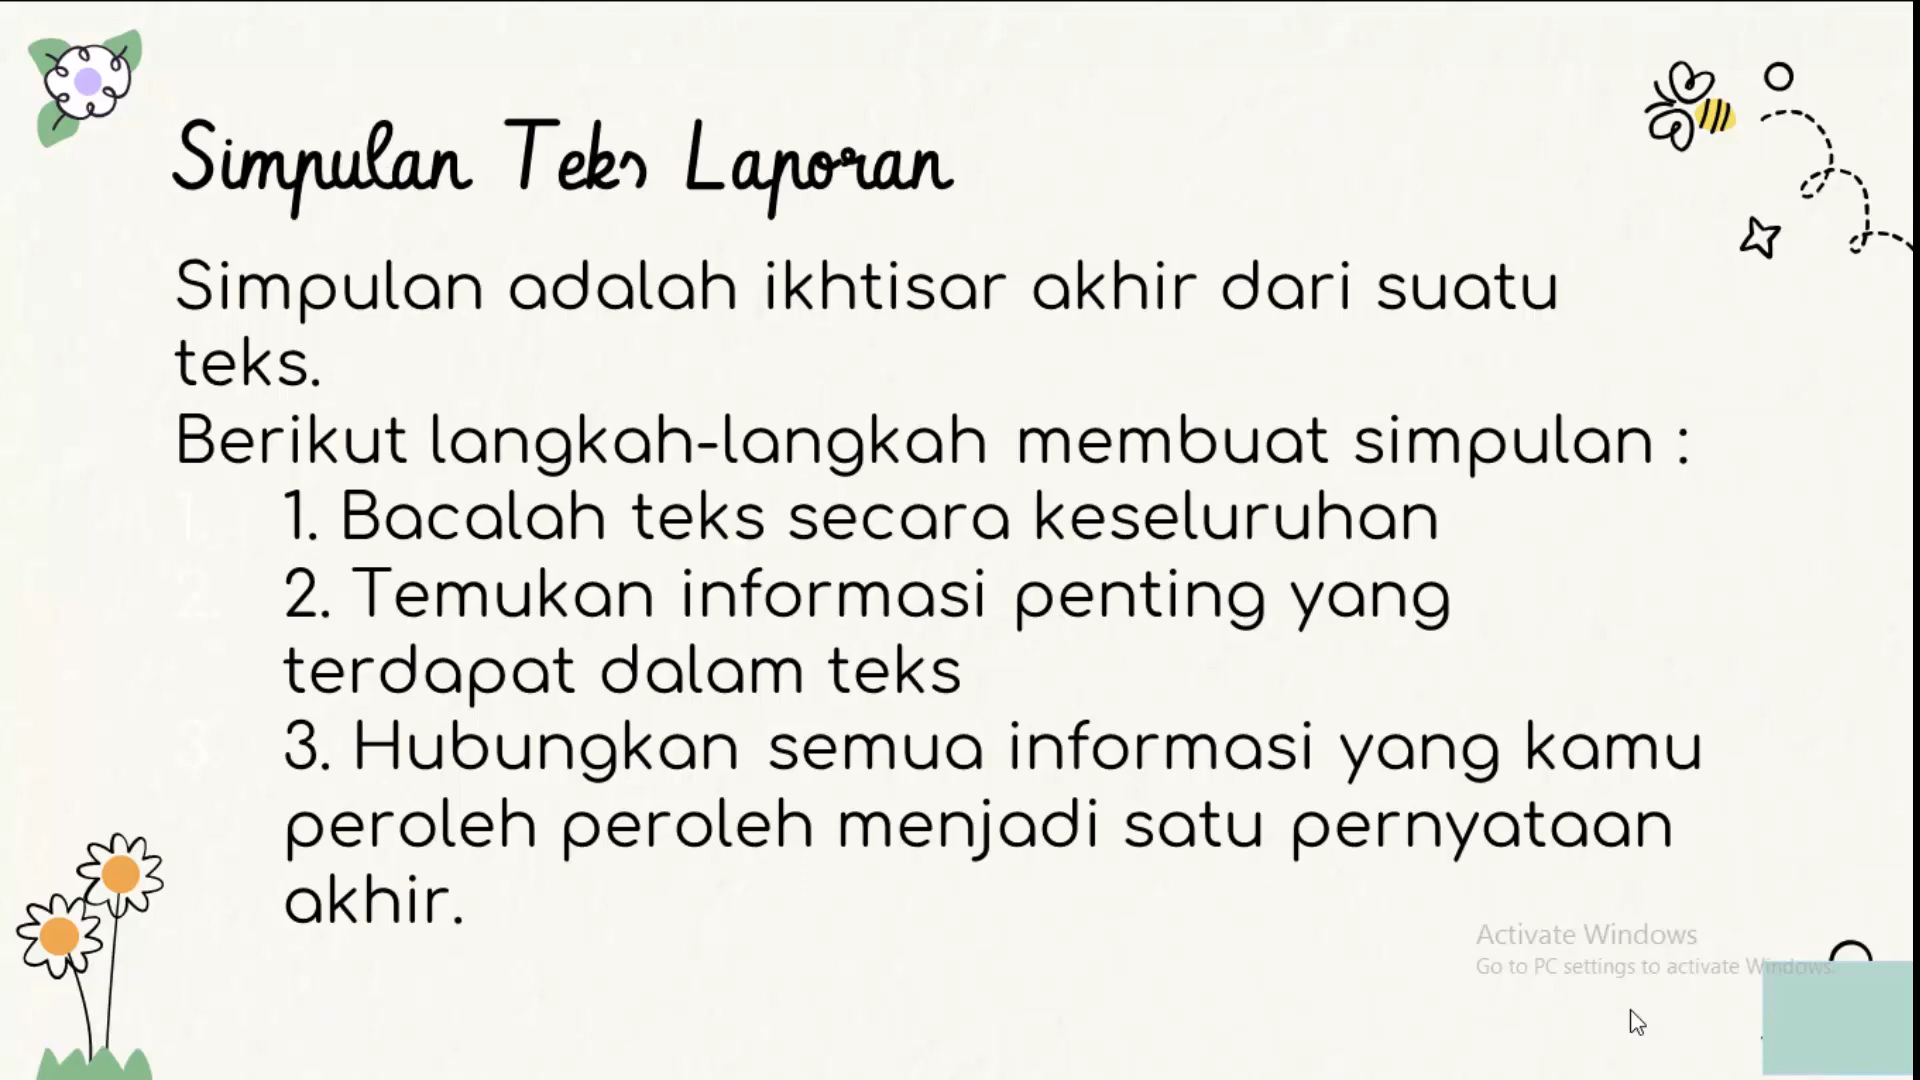 Simpulan Teks Laporan
Simpulan adalah ikhtisar akhir dari suatu
teks.
Berikut langkah-langkah membuat simpulan :
1. Bacalah teks secara keseluruhan
2. Temukan informasi penting yang
terdapat dalam teks
3. Hubungkan semua informasi yang kamu
peroleh peroleh menjadi satu pernyataan
akhir.
Activate Windows
Go to PC settings to activate Windows.